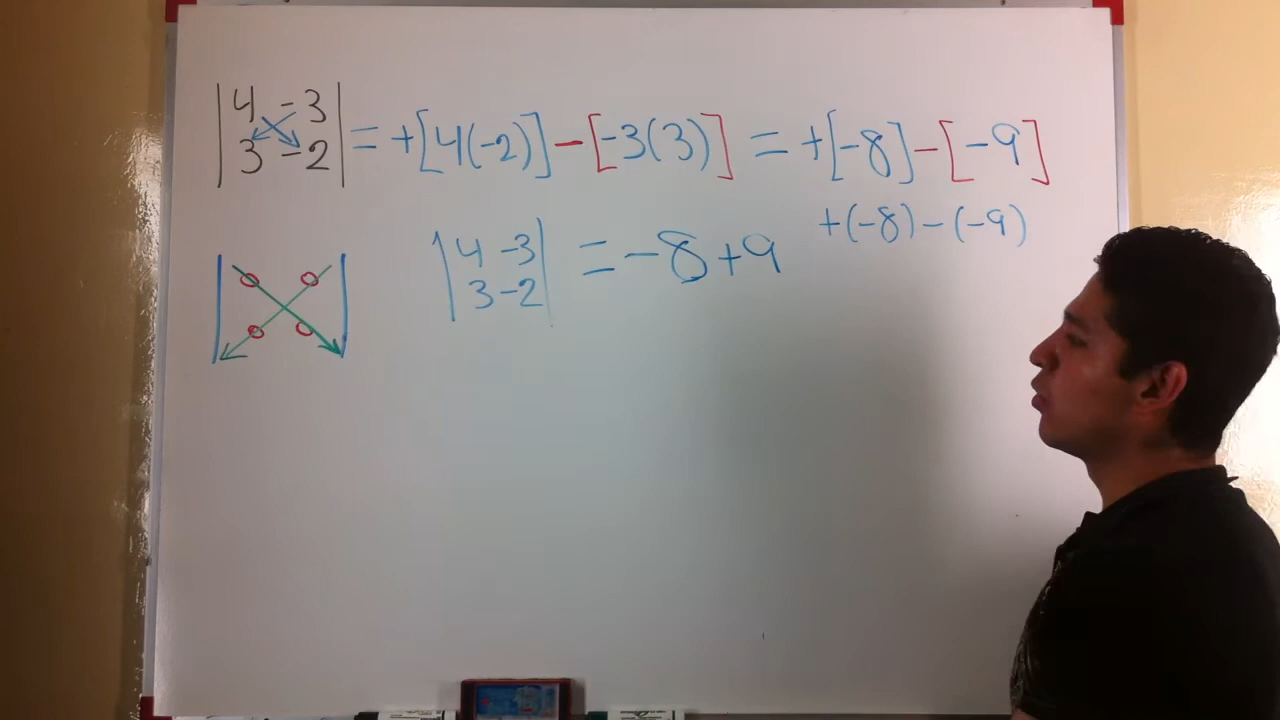 |4 -3| = +[4(-2)] - [-3(3)] = +[-8] - [-9]
|3 -2|
+(-8) - (-9)
|4 -3| = -8+9
|3 -2|